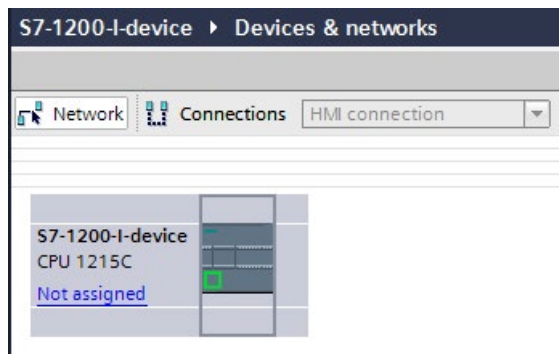 S7-1200-I-device ▸ Devices & networks
Network Connections HMI connection
S7-1200-I-device
CPU 1215C
Not assigned